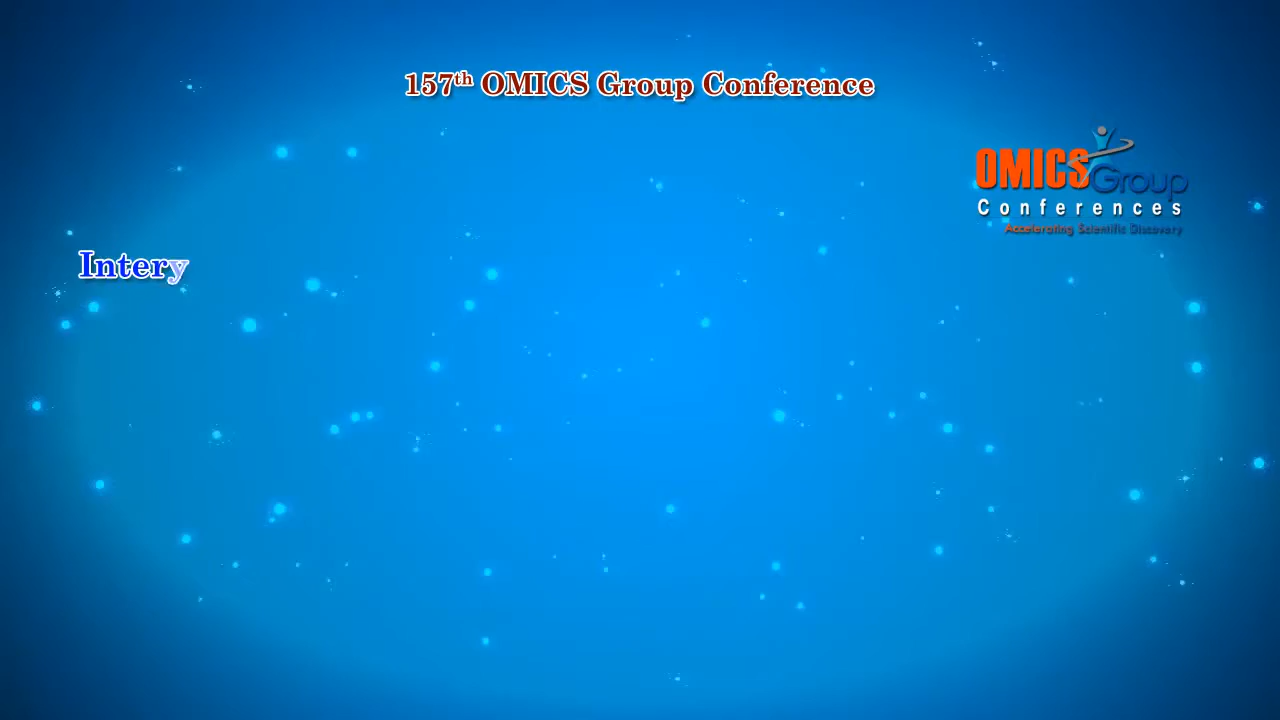 157th OMICS Group Conference
OMICS Group
Conferences
Accelerating Scientific Discovery
Intery